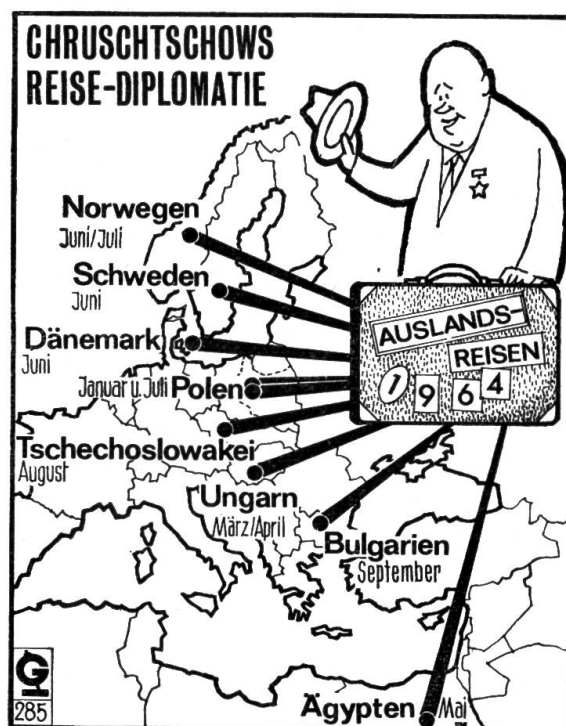 CHRUSCHTSCHOWS
REISE-DIPLOMATIE
Norwegen
Juni/Juli
Schweden
Juni
Dänemark
Juni
Januar u. Juli Polen
Tschechoslowakei
August
Ungarn
März/April
Bulgarien
September
Ägypten Mai
AUSLANDS-
REISEN
1964
G
285